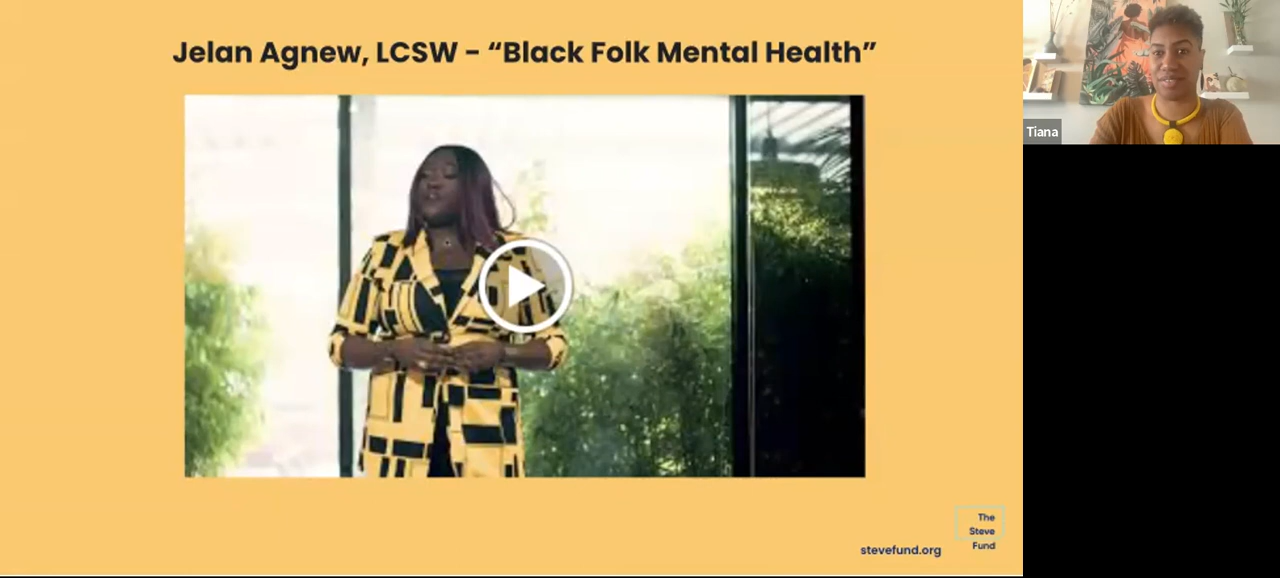 Jelan Agnew, LCSW - “Black Folk Mental Health”
Tiana
The
Steve
Fund
stevefund.org